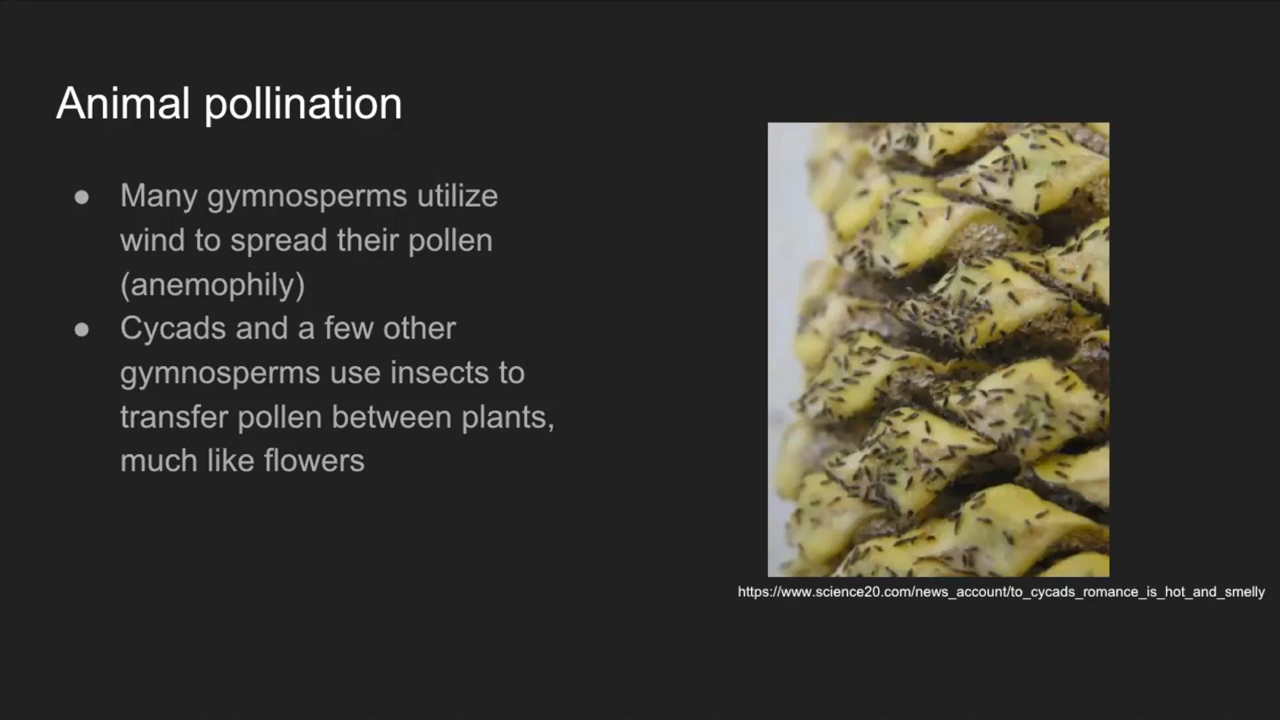 Animal pollination
● Many gymnosperms utilize
wind to spread their pollen
(anemophily)
● Cycads and a few other
gymnosperms use insects to
transfer pollen between plants,
much like flowers
https://www.science20.com/news_account/to_cycads_romance_is_hot_and_smelly